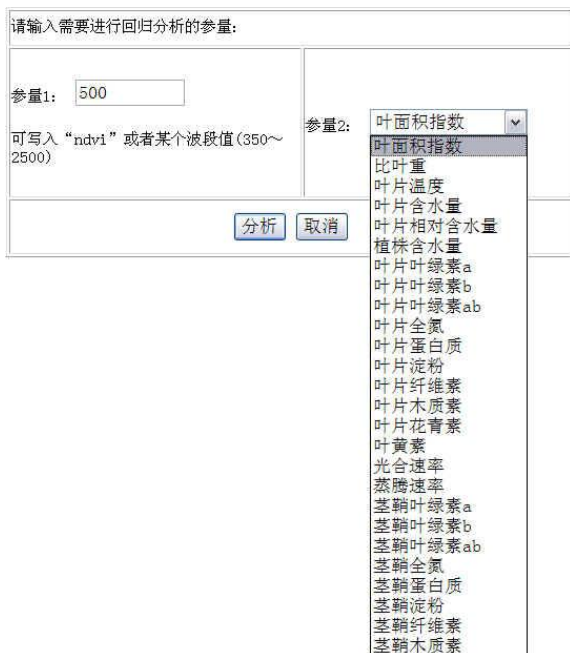 请输入需要进行回归分析的参量:
参量1: 500
可写入“ndvi”或者某个波段值(350～
2500)
参量2: 叶面积指数
叶面积指数
比叶重
叶片温度
叶片含水量
叶片相对含水量
植株含水量
叶片叶绿素a
叶片叶绿素b
叶片叶绿素ab
叶片全氮
叶片蛋白质
叶片淀粉
叶片纤维素
叶片木质素
叶片花青素
叶黄素
光合速率
蒸腾速率
茎鞘叶绿素a
茎鞘叶绿素b
茎鞘叶绿素ab
茎鞘全氮
茎鞘蛋白质
茎鞘淀粉
茎鞘纤维素
茎鞘木质素
分析 取消